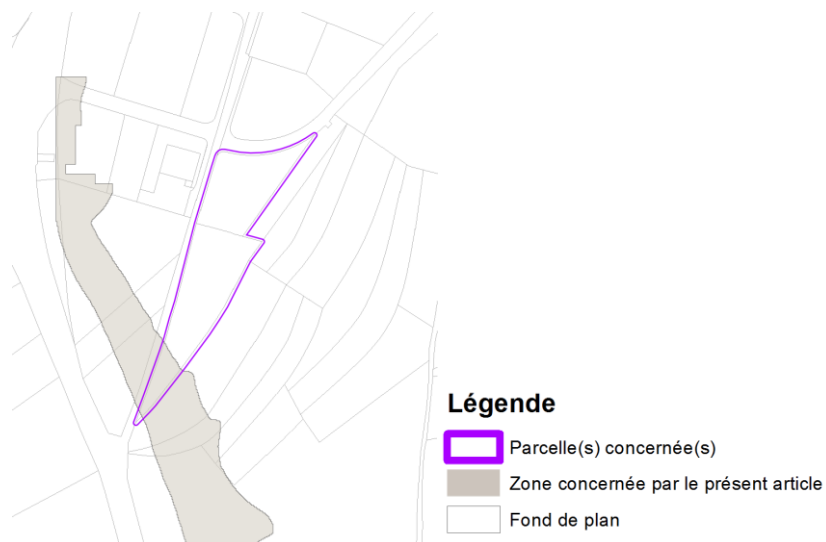 Légende
Parcelle(s) concernée(s)
Zone concernée par le présent article
Fond de plan